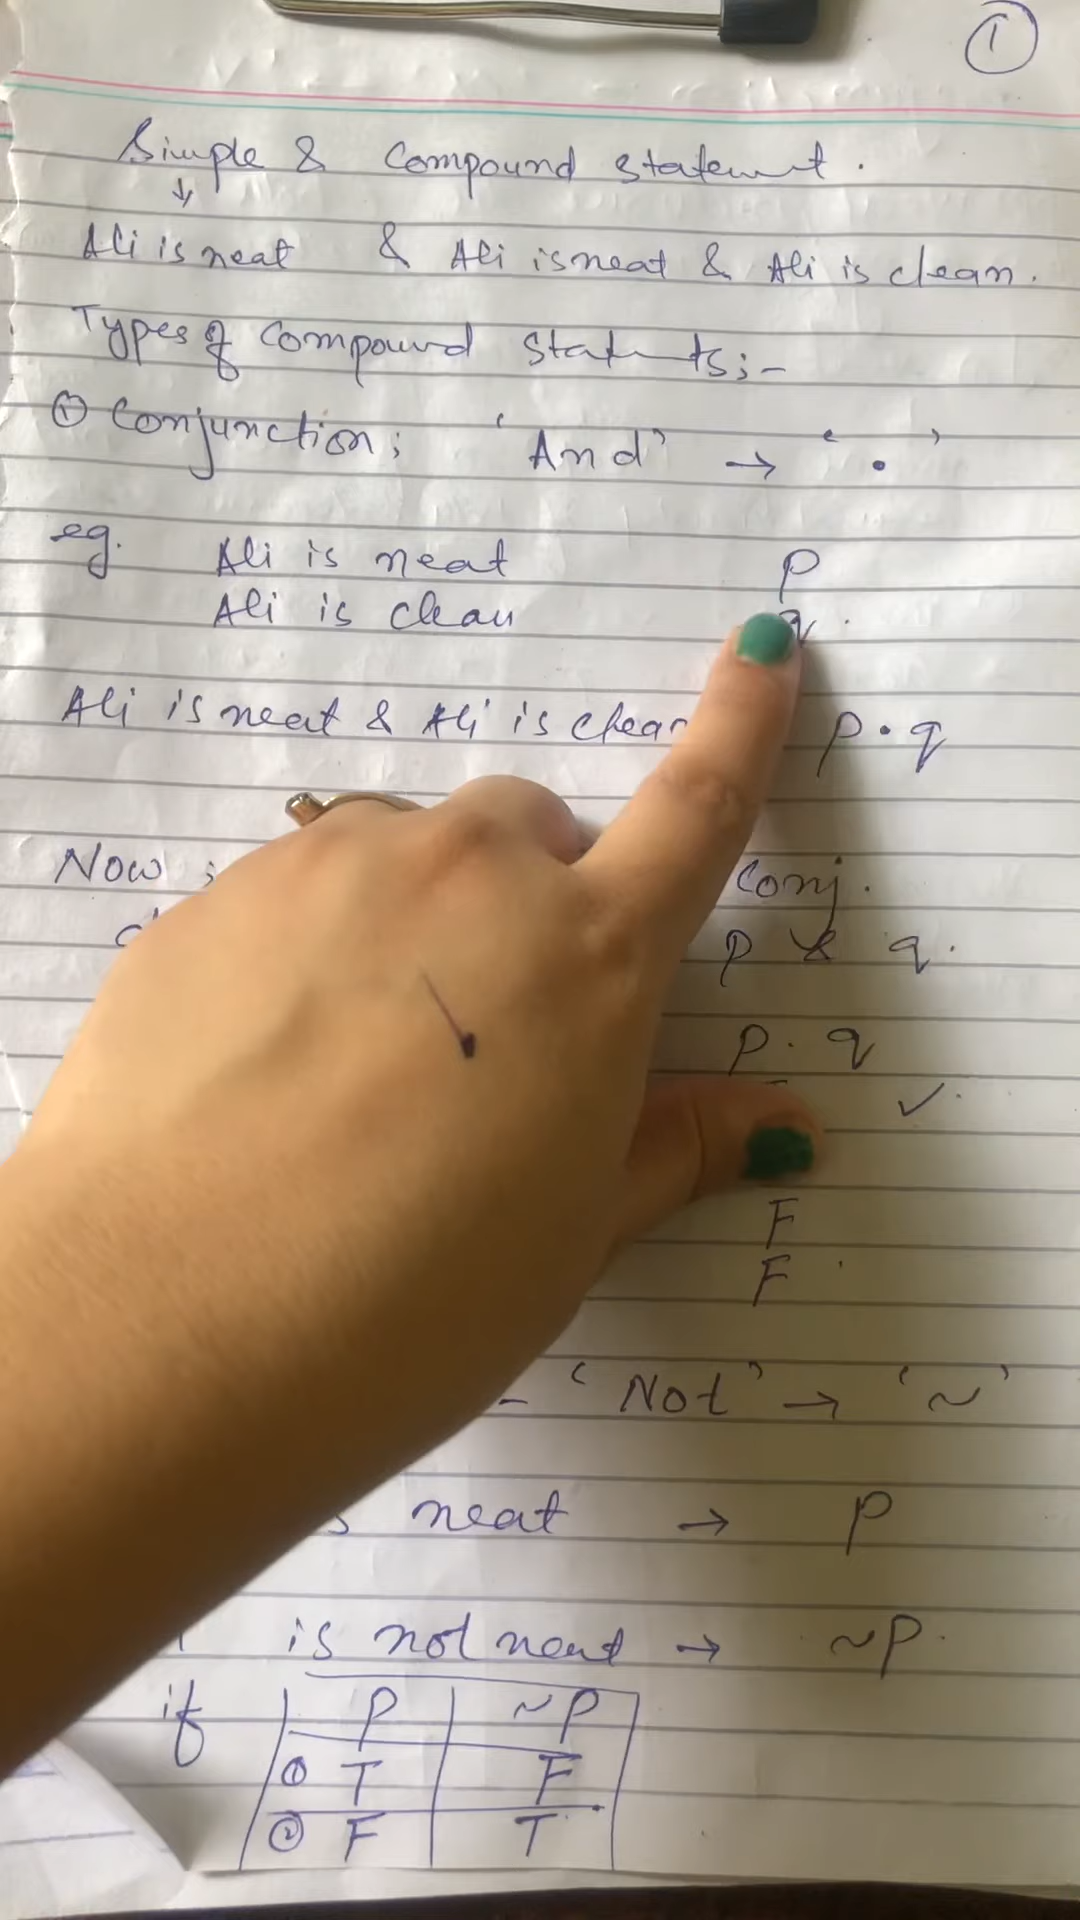 1
Simple & Compound statement.
↓
Ali is neat & Ali is neat & Ali is clean.
Types of Compound Statments;-
① Conjunction; 'And' → '•'
eg. Ali is neat P
Ali is clean q.
Ali is neat & Ali is clean p • q
Now ; conj.
p & q.
p . q
✓.
F
F
- 'Not' → '~'
neat → p
is not neat → ~p.
if P ~P
① T F
② F T